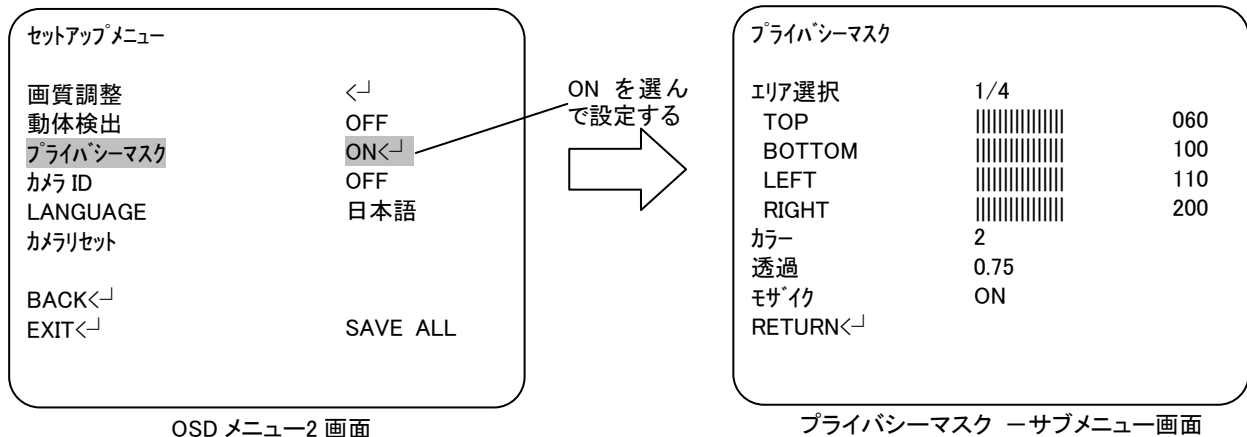 セットアップメニュー
画質調整 <┘
動体検出 OFF
プライバシーマスク ON<┘
カメラ ID OFF
LANGUAGE 日本語
カメラリセット
BACK<┘
EXIT<┘ SAVE ALL
OSD メニュー2 画面
ON を選ん
で設定する
プライバシーマスク
エリア選択 1/4
TOP ||||||||||||||| 060
BOTTOM ||||||||||||||| 100
LEFT ||||||||||||||| 110
RIGHT ||||||||||||||| 200
カラー 2
透過 0.75
モザイク ON
RETURN<┘
プライバシーマスク －サブメニュー画面